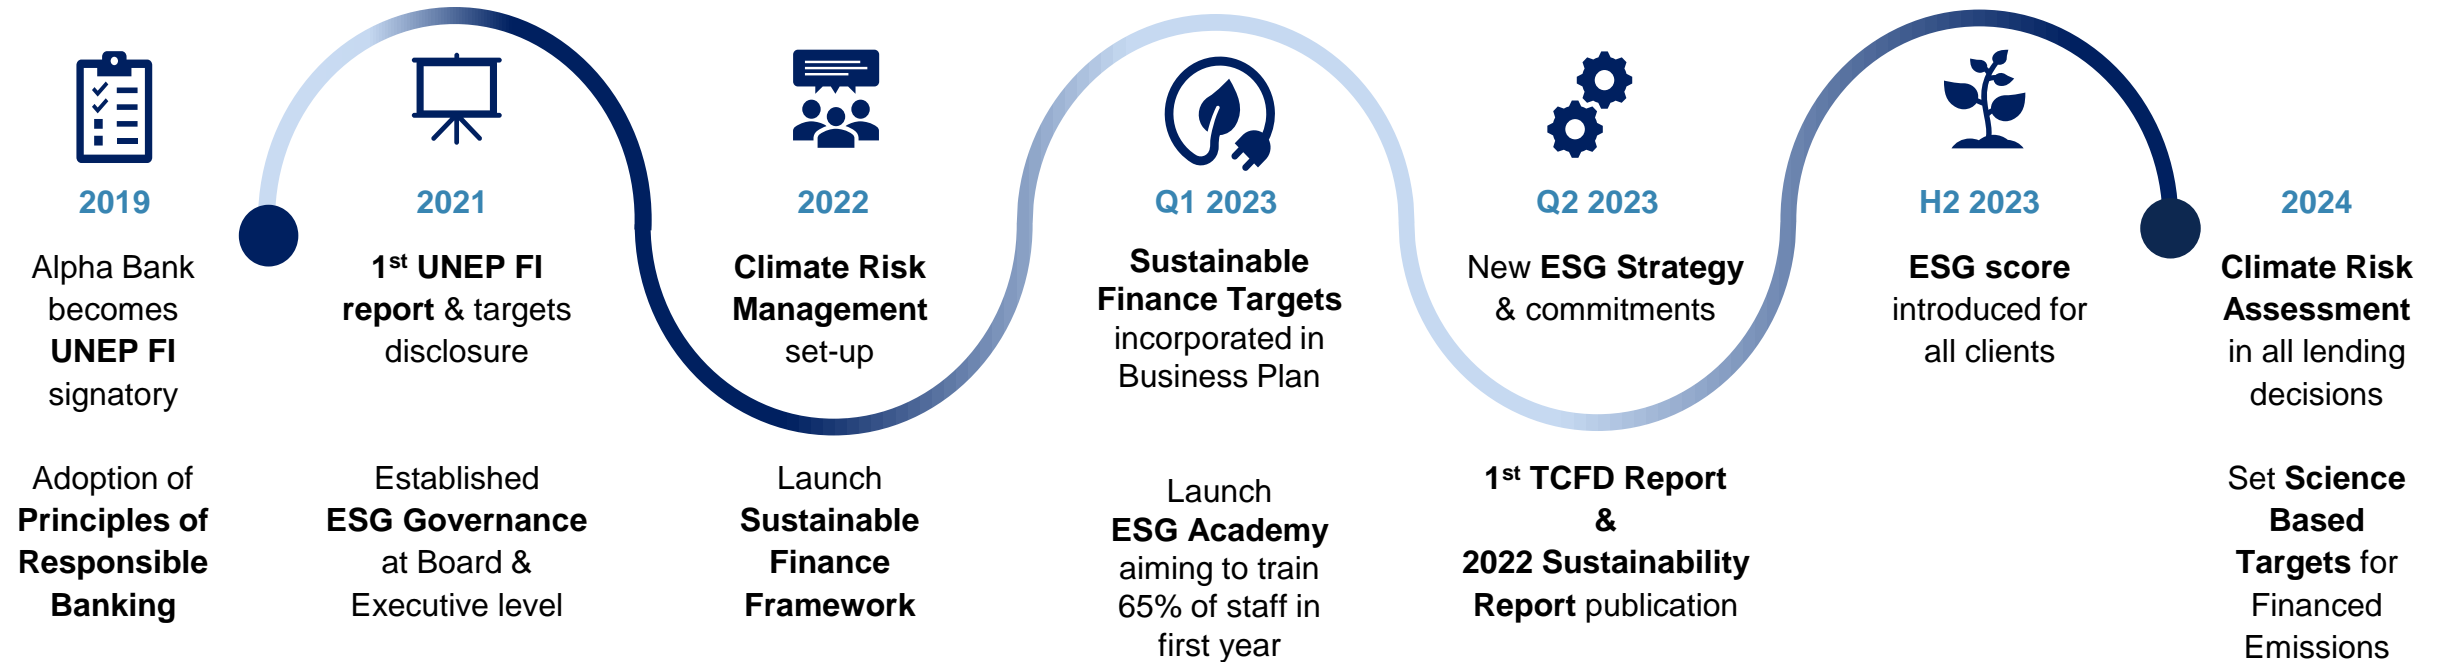 2019
Alpha Bank
becomes
UNEP FI
signatory
Adoption of
Principles of
Responsible
Banking
2021
1st UNEP FI
report & targets
disclosure
Established
ESG Governance
at Board &
Executive level
2022
Climate Risk
Management
set-up
Launch
Sustainable
Finance
Framework
Q1 2023
Sustainable
Finance Targets
incorporated in
Business Plan
Launch
ESG Academy
aiming to train
65% of staff in
first year
Q2 2023
New ESG Strategy
& commitments
1st TCFD Report
&
2022 Sustainability
Report publication
H2 2023
ESG score
introduced for
all clients
2024
Climate Risk
Assessment
in all lending
decisions
Set Science
Based
Targets for
Financed
Emissions